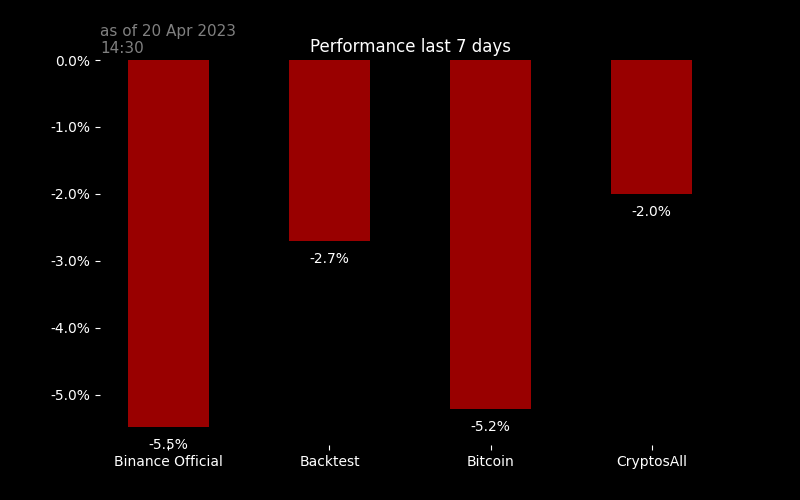 as of 20 Apr 2023
14:30
Performance last 7 days
0.0%
-1.0%
-2.0%
-3.0%
-4.0%
-5.0%
-5.5%
-2.7%
-5.2%
-2.0%
Binance Official
Backtest
Bitcoin
CryptosAll